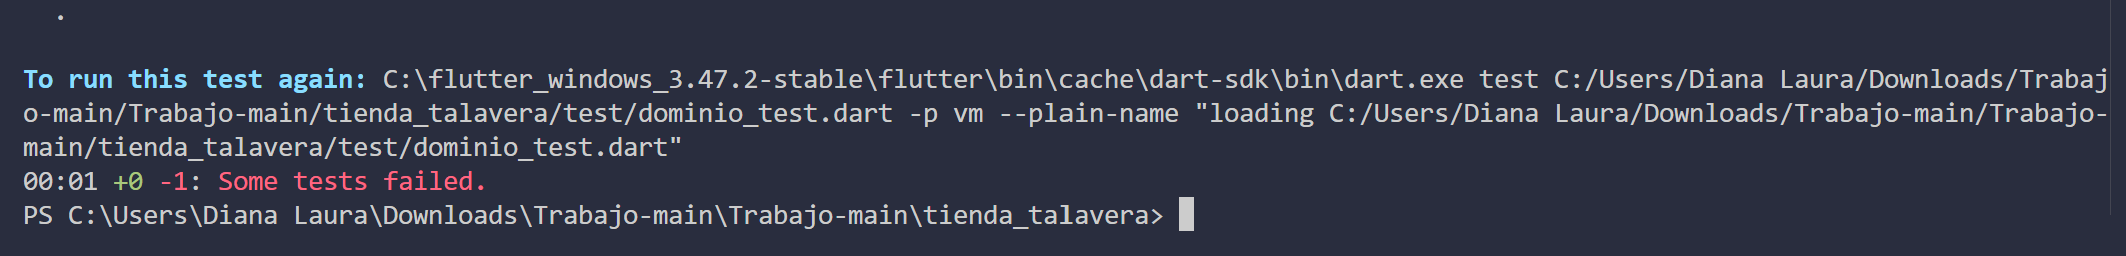 .
To run this test again: C:\flutter_windows_3.47.2-stable\flutter\bin\cache\dart-sdk\bin\dart.exe test C:/Users/Diana Laura/Downloads/Trabaj
o-main/Trabajo-main/tienda_talavera/test/dominio_test.dart -p vm --plain-name "loading C:/Users/Diana Laura/Downloads/Trabajo-main/Trabajo-
main/tienda_talavera/test/dominio_test.dart"
00:01 +0 -1: Some tests failed.
PS C:\Users\Diana Laura\Downloads\Trabajo-main\Trabajo-main\tienda_talavera>